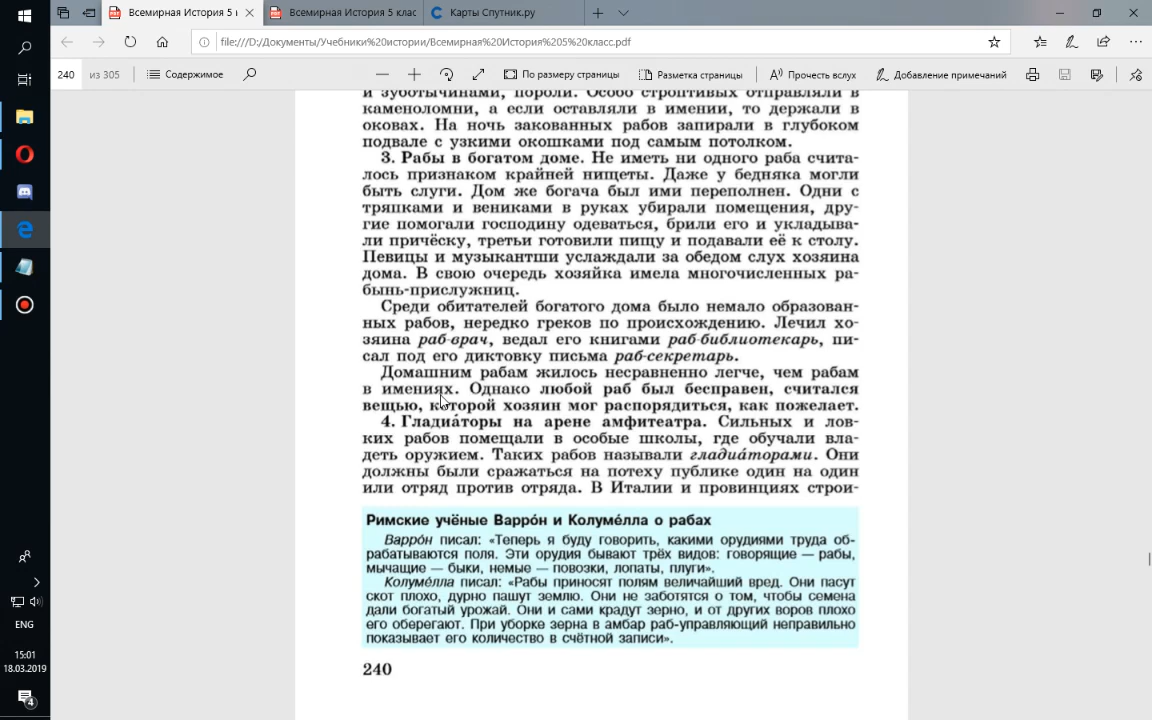 Всемирная История 5 к
Всемирная История 5 клас
Карты Спутник.ру
file:///D:/Документы/Учебники%20истории/Всемирная%20История%205%20класс.pdf
240 из 305 Содержимое По размеру страницы Разметка страницы Прочесть вслух Добавление примечаний
и зуботычинами, пороли. Особо строптивых отправляли в
каменоломни, а если оставляли в имении, то держали в
оковах. На ночь закованных рабов запирали в глубоком
подвале с узкими окошками под самым потолком.
3. Рабы в богатом доме. Не иметь ни одного раба счита-
лось признаком крайней нищеты. Даже у бедняка могли
быть слуги. Дом же богача был ими переполнен. Одни с
тряпками и вениками в руках убирали помещения, дру-
гие помогали господину одеваться, брили его и укладыва-
ли причёску, третьи готовили пищу и подавали её к столу.
Певицы и музыкантши услаждали за обедом слух хозяина
дома. В свою очередь хозяйка имела многочисленных ра-
бынь-прислужниц.
Среди обитателей богатого дома было немало образован-
ных рабов, нередко греков по происхождению. Лечил хо-
зяина раб-врач, ведал его книгами раб-библиотекарь, пи-
сал под его диктовку письма раб-секретарь.
Домашним рабам жилось несравненно легче, чем рабам
в имениях. Однако любой раб был бесправен, считался
вещью, которой хозяин мог распорядиться, как пожелает.
4. Гладиа́торы на арене амфитеатра. Сильных и лов-
ких рабов помещали в особые школы, где обучали вла-
деть оружием. Таких рабов называли гладиа́торами. Они
должны были сражаться на потеху публике один на один
или отряд против отряда. В Италии и провинциях строи-
Римские учёные Варро́н и Колуме́лла о рабах
Варро́н писал: «Теперь я буду говорить, какими орудиями труда об-
рабатываются поля. Эти орудия бывают трёх видов: говорящие — рабы,
мычащие — быки, немые — повозки, лопаты, плуги».
Колуме́лла писал: «Рабы приносят полям величайший вред. Они пасут
скот плохо, дурно пашут землю. Они не заботятся о том, чтобы семена
дали богатый урожай. Они и сами крадут зерно, и от других воров плохо
его оберегают. При уборке зерна в амбар раб-управляющий неправильно
показывает его количество в счётной записи».
240
ENG
15:01
18.03.2019
4